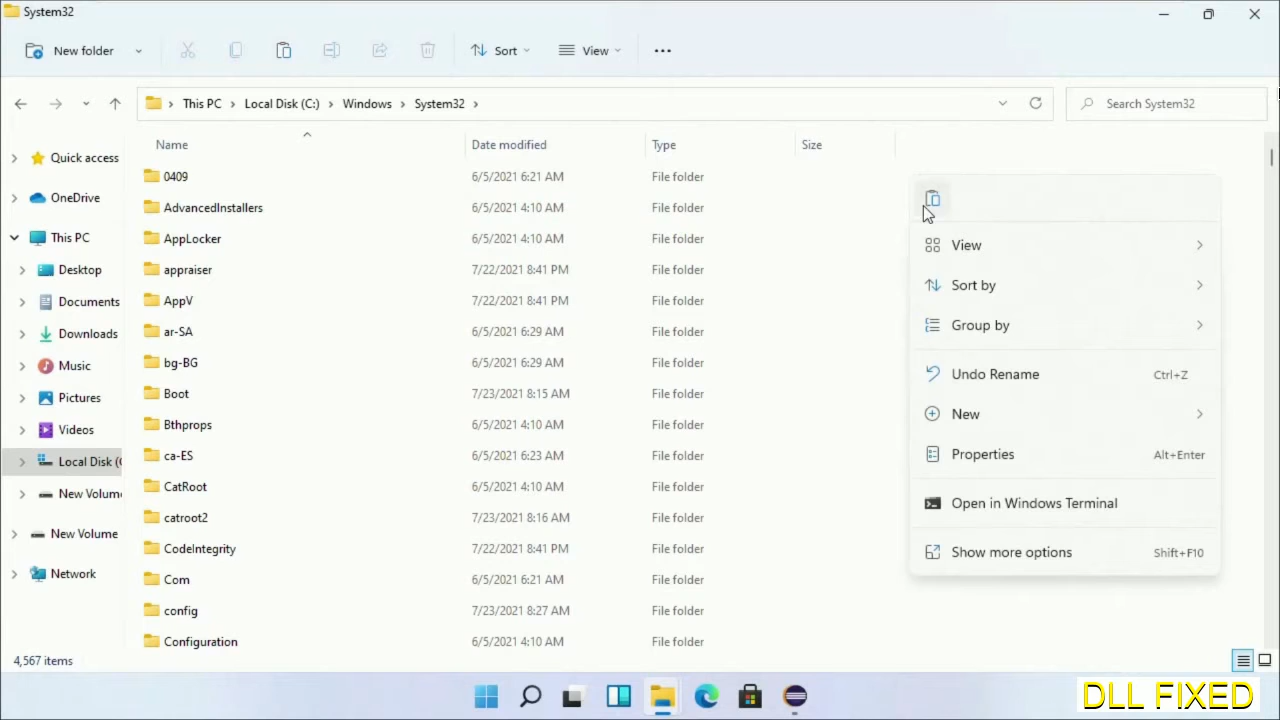 System32
New folder
Sort
View
This PC
Local Disk (C:)
Windows
System32
Search System32
Name
Date modified
Type
Size
Quick access
OneDrive
This PC
Desktop
Documents
Downloads
Music
Pictures
Videos
Local Disk (
New Volum
New Volume
Network
0409 6/5/2021 6:21 AM File folder
AdvancedInstallers 6/5/2021 4:10 AM File folder
AppLocker 6/5/2021 4:10 AM File folder
appraiser 7/22/2021 8:41 PM File folder
AppV 7/22/2021 8:41 PM File folder
ar-SA 6/5/2021 6:29 AM File folder
bg-BG 6/5/2021 6:29 AM File folder
Boot 7/23/2021 8:15 AM File folder
Bthprops 6/5/2021 4:10 AM File folder
ca-ES 6/5/2021 6:23 AM File folder
CatRoot 6/5/2021 4:10 AM File folder
catroot2 7/23/2021 8:16 AM File folder
CodeIntegrity 7/22/2021 8:41 PM File folder
Com 6/5/2021 6:21 AM File folder
config 7/23/2021 8:27 AM File folder
Configuration 6/5/2021 4:10 AM File folder
View
Sort by
Group by
Undo Rename Ctrl+Z
New
Properties Alt+Enter
Open in Windows Terminal
Show more options Shift+F10
4,567 items
DLL FIXED